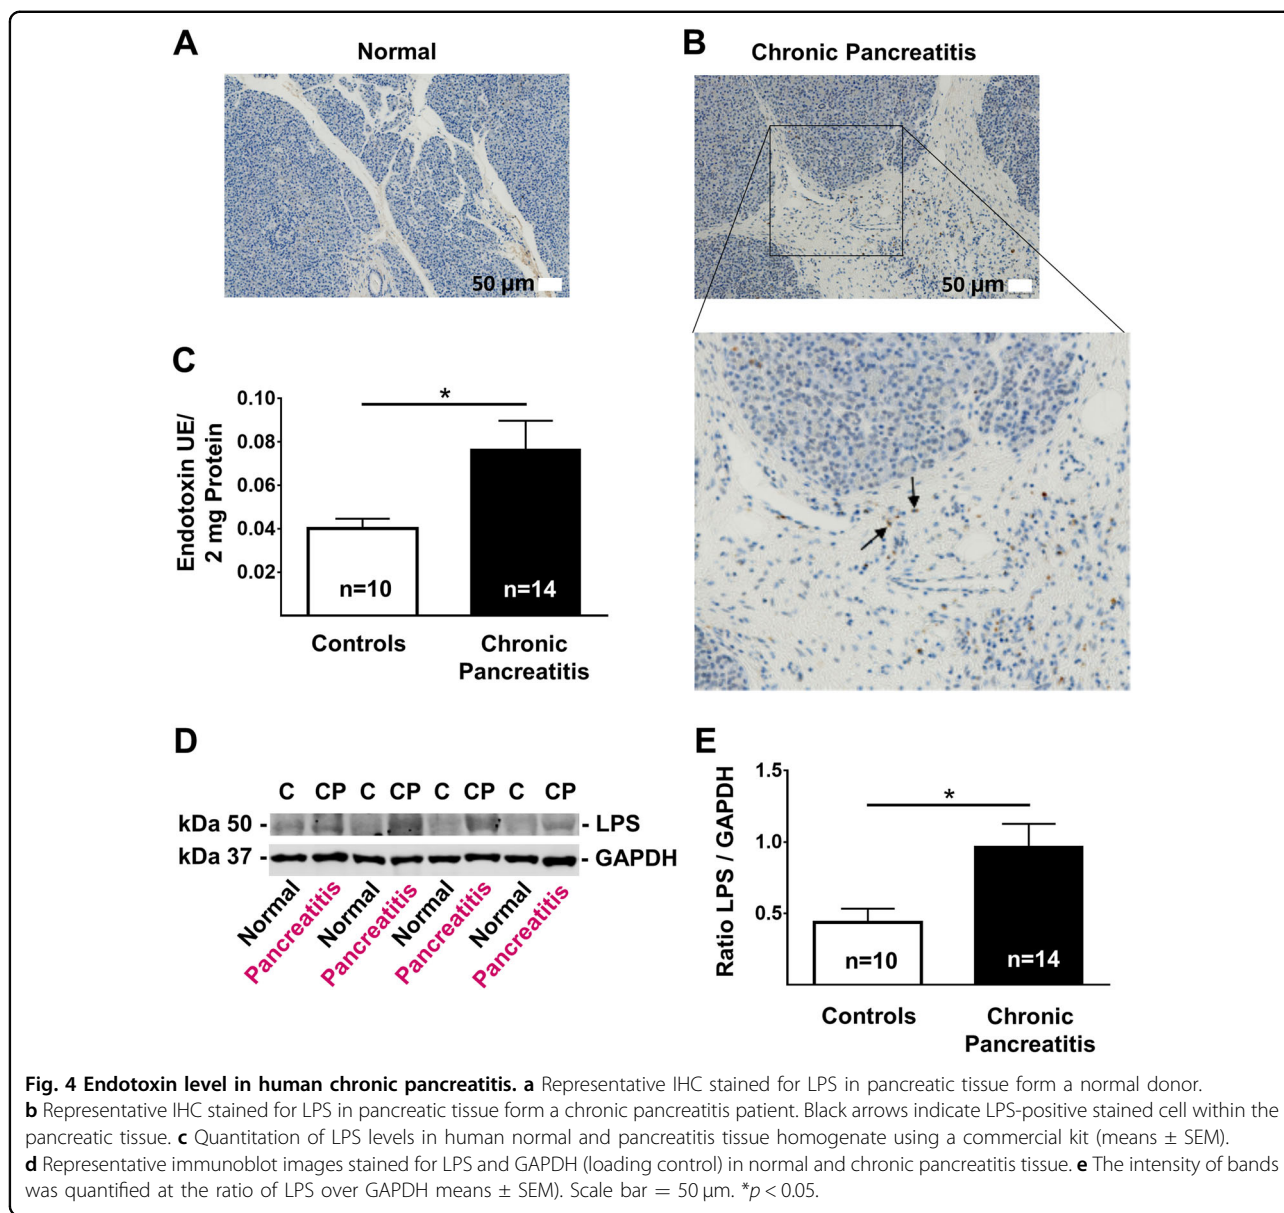 A
Normal
50 µm
B
Chronic Pancreatitis
50 µm
C
Endotoxin UE/
2 mg Protein
0.10
0.08
0.06
0.04
0.02
*
n=10
n=14
Controls
Chronic
Pancreatitis
D
C CP C CP C CP C CP
kDa 50 - - LPS
kDa 37 - - GAPDH
Normal
Pancreatitis
Normal
Pancreatitis
Normal
Pancreatitis
Normal
Pancreatitis
E
Ratio LPS / GAPDH
1.5
1.0
0.5
*
n=10
n=14
Controls
Chronic
Pancreatitis
Fig. 4 Endotoxin level in human chronic pancreatitis. a Representative IHC stained for LPS in pancreatic tissue form a normal donor.
b Representative IHC stained for LPS in pancreatic tissue form a chronic pancreatitis patient. Black arrows indicate LPS-positive stained cell within the
pancreatic tissue. c Quantitation of LPS levels in human normal and pancreatitis tissue homogenate using a commercial kit (means ± SEM).
d Representative immunoblot images stained for LPS and GAPDH (loading control) in normal and chronic pancreatitis tissue. e The intensity of bands
was quantified at the ratio of LPS over GAPDH means ± SEM). Scale bar = 50 µm. *p < 0.05.